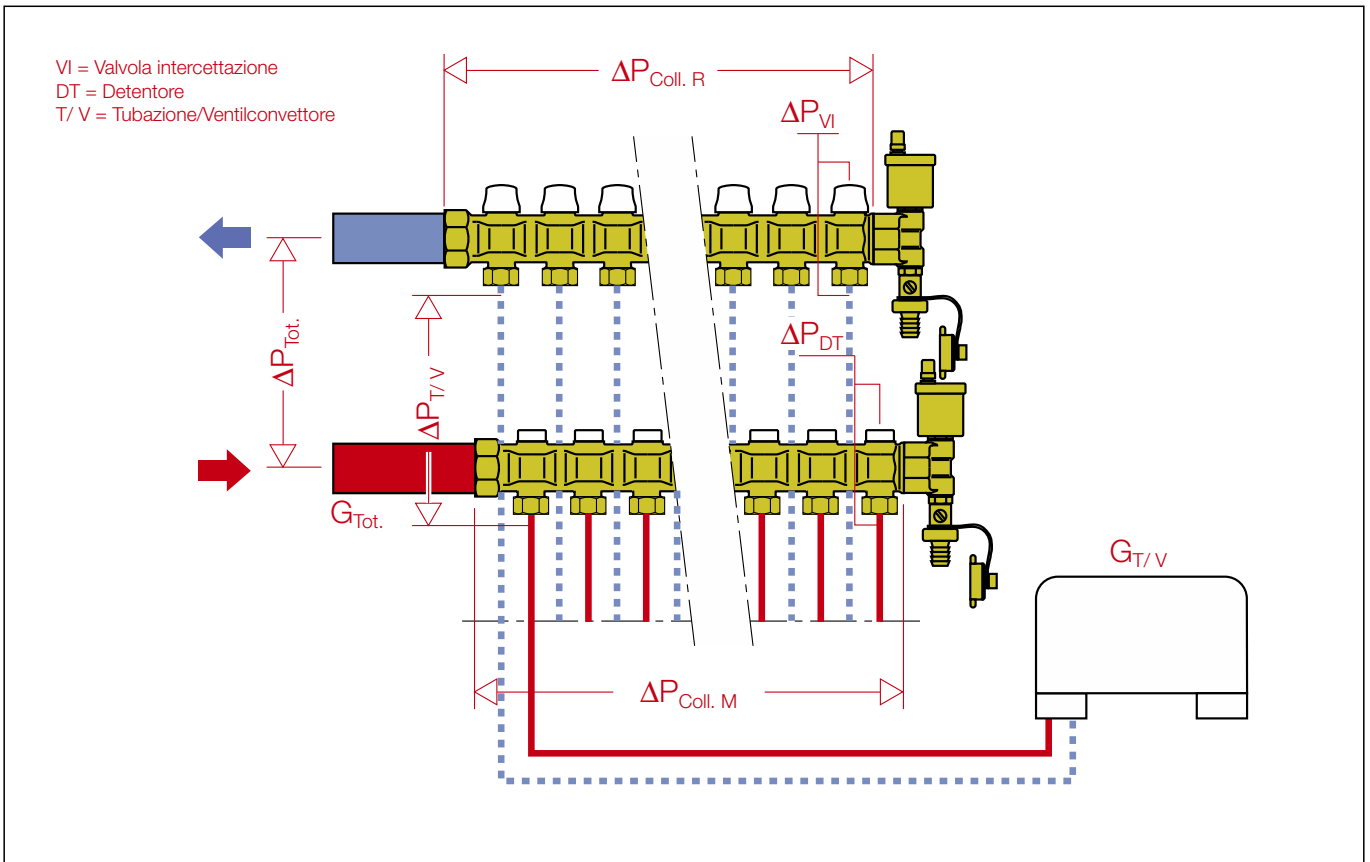 VI = Valvola intercettazione
DT = Detentore
T/ V = Tubazione/Ventilconvettore
ΔPColl. R
ΔPVI
ΔPTot.
ΔPT/ V
ΔPDT
GTot.
GT/ V
ΔPColl. M